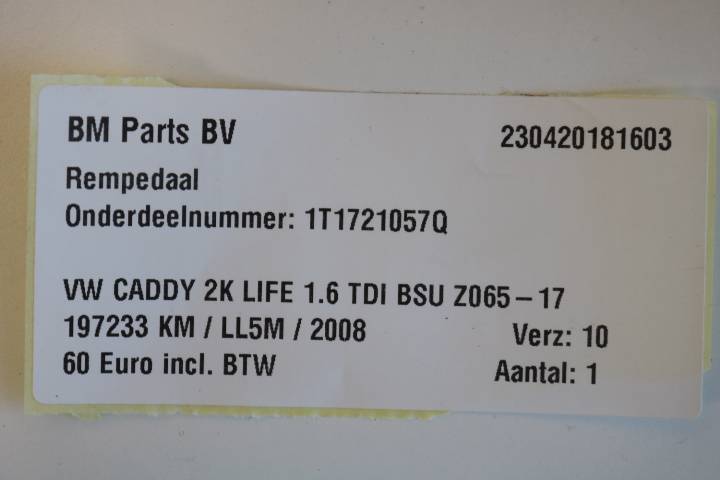 BM Parts BV 230420181603
Rempedaal
Onderdeelnummer: 1T1721057Q
VW CADDY 2K LIFE 1.6 TDI BSU Z065-17
197233 KM / LL5M / 2008 Verz: 10
60 Euro incl. BTW Aantal: 1